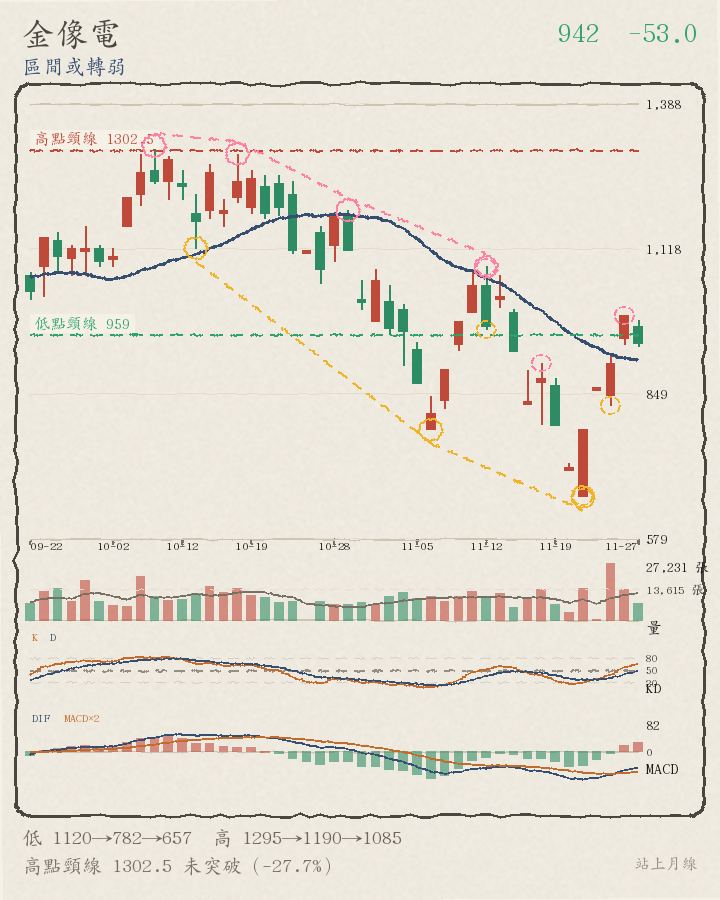 金像電
942 -53.0
區間或轉弱
1,388
高點頸線 1302.5
1,118
低點頸線 959
849
579
09-22 10-02 10-12 10-19 10-28 11-05 11-12 11-19 11-27
27,231 張
13,615 張
量
K D
80
50
20
KD
DIF MACD×2
82
0
MACD
低 1120→782→657 高 1295→1190→1085
高點頸線 1302.5 未突破 (-27.7%)
站上月線